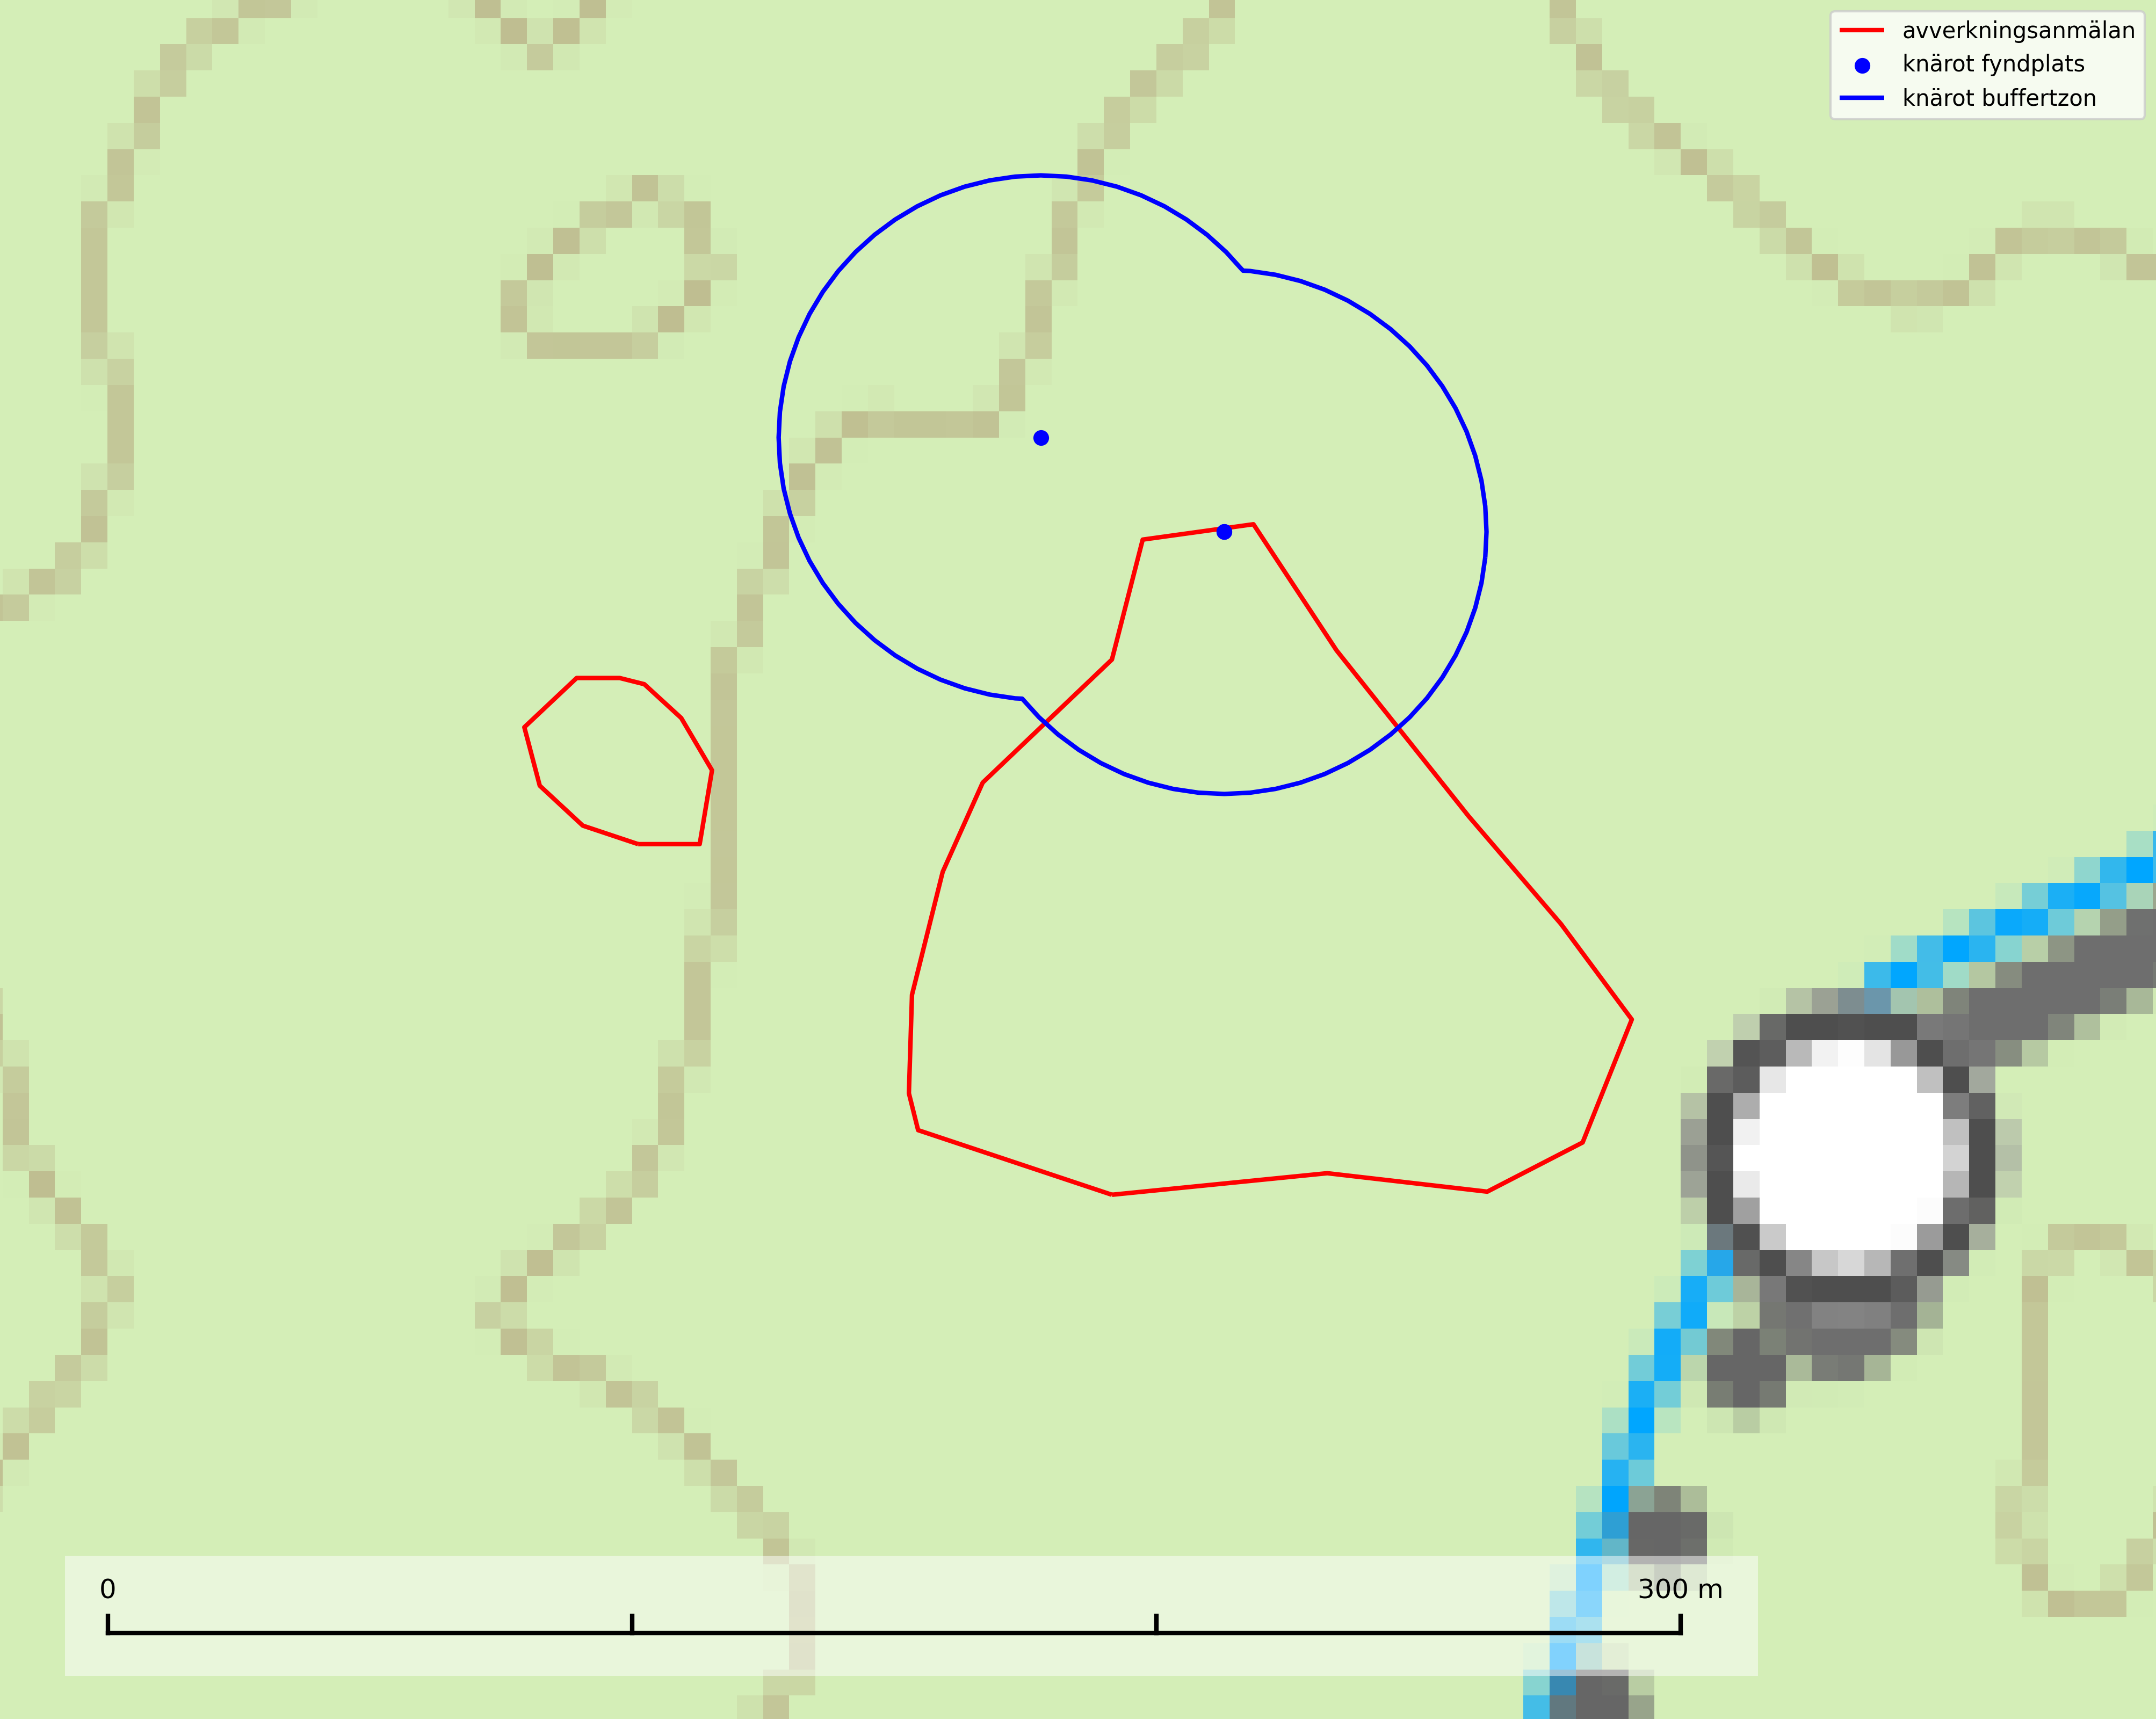 avverkningsanmälan
knärot fyndplats
knärot buffertzon
0 300 m